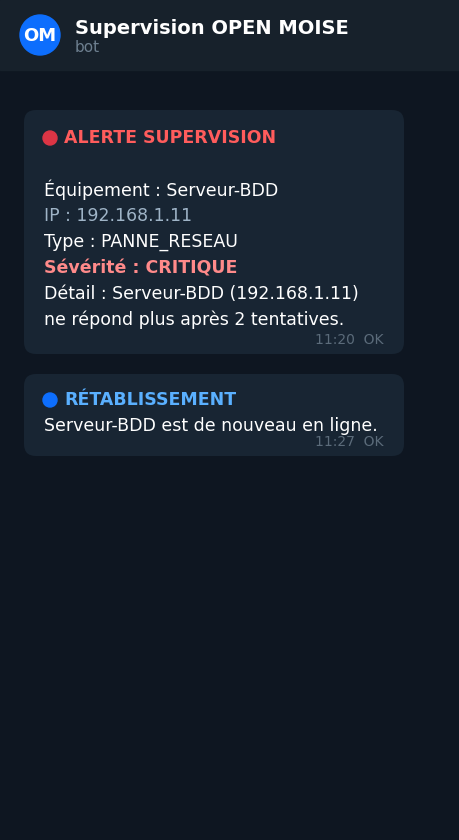 OM
Supervision OPEN MOISE
bot
ALERTE SUPERVISION
Équipement : Serveur-BDD
IP : 192.168.1.11
Type : PANNE_RESEAU
Sévérité : CRITIQUE
Détail : Serveur-BDD (192.168.1.11)
ne répond plus après 2 tentatives.
11:20 OK
RÉTABLISSEMENT
Serveur-BDD est de nouveau en ligne.
11:27 OK